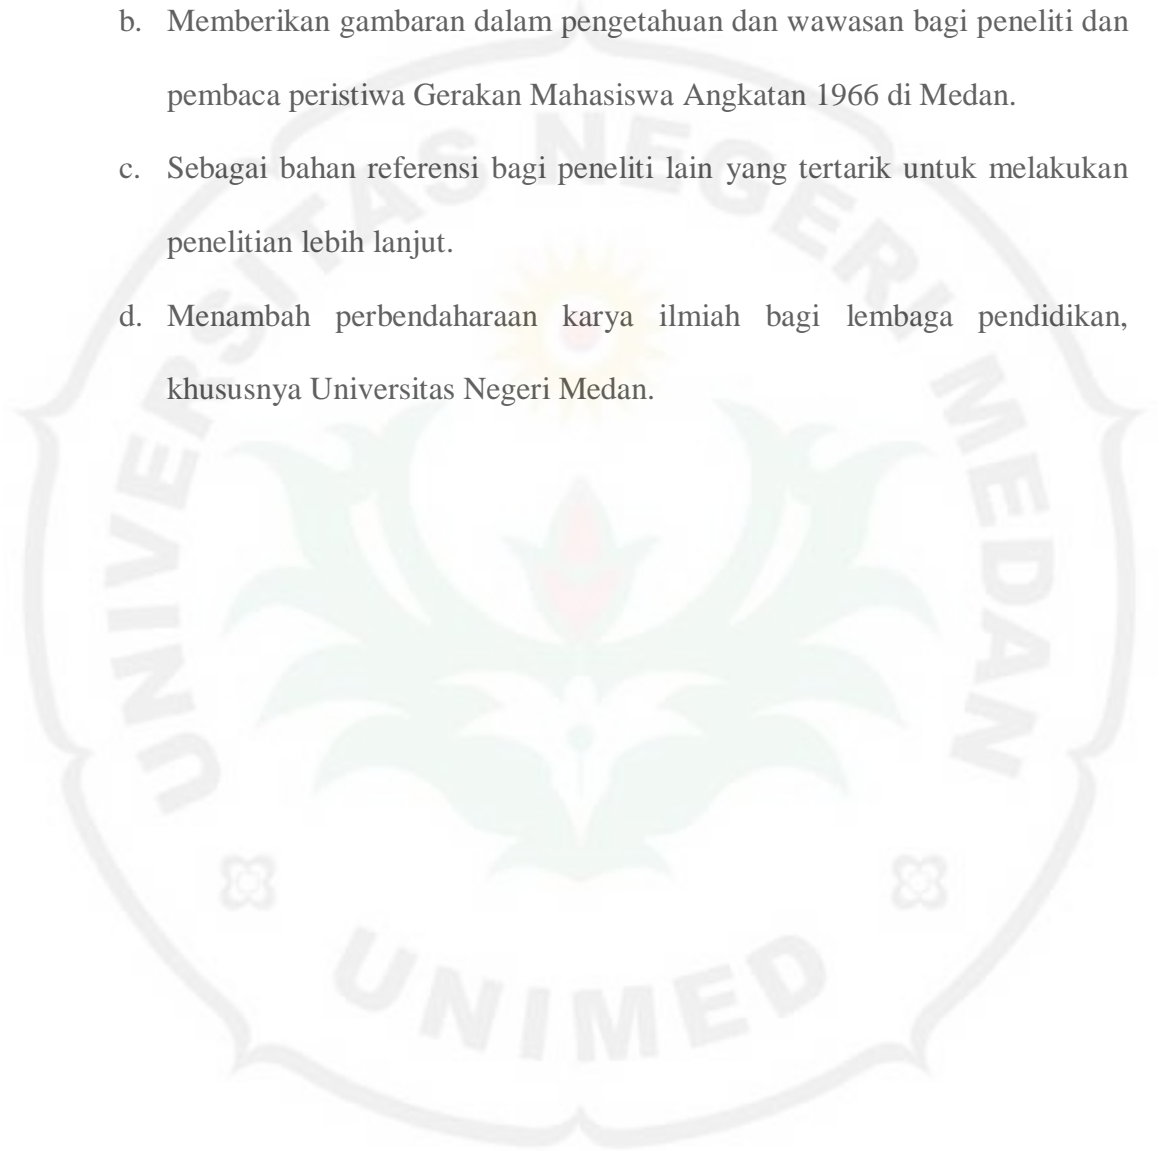 b. Memberikan gambaran dalam pengetahuan dan wawasan bagi peneliti dan
pembaca peristiwa Gerakan Mahasiswa Angkatan 1966 di Medan.
c. Sebagai bahan referensi bagi peneliti lain yang tertarik untuk melakukan
penelitian lebih lanjut.
d. Menambah perbendaharaan karya ilmiah bagi lembaga pendidikan,
khususnya Universitas Negeri Medan.
UNIVERSITAS NEGERI MEDAN
UNIMED